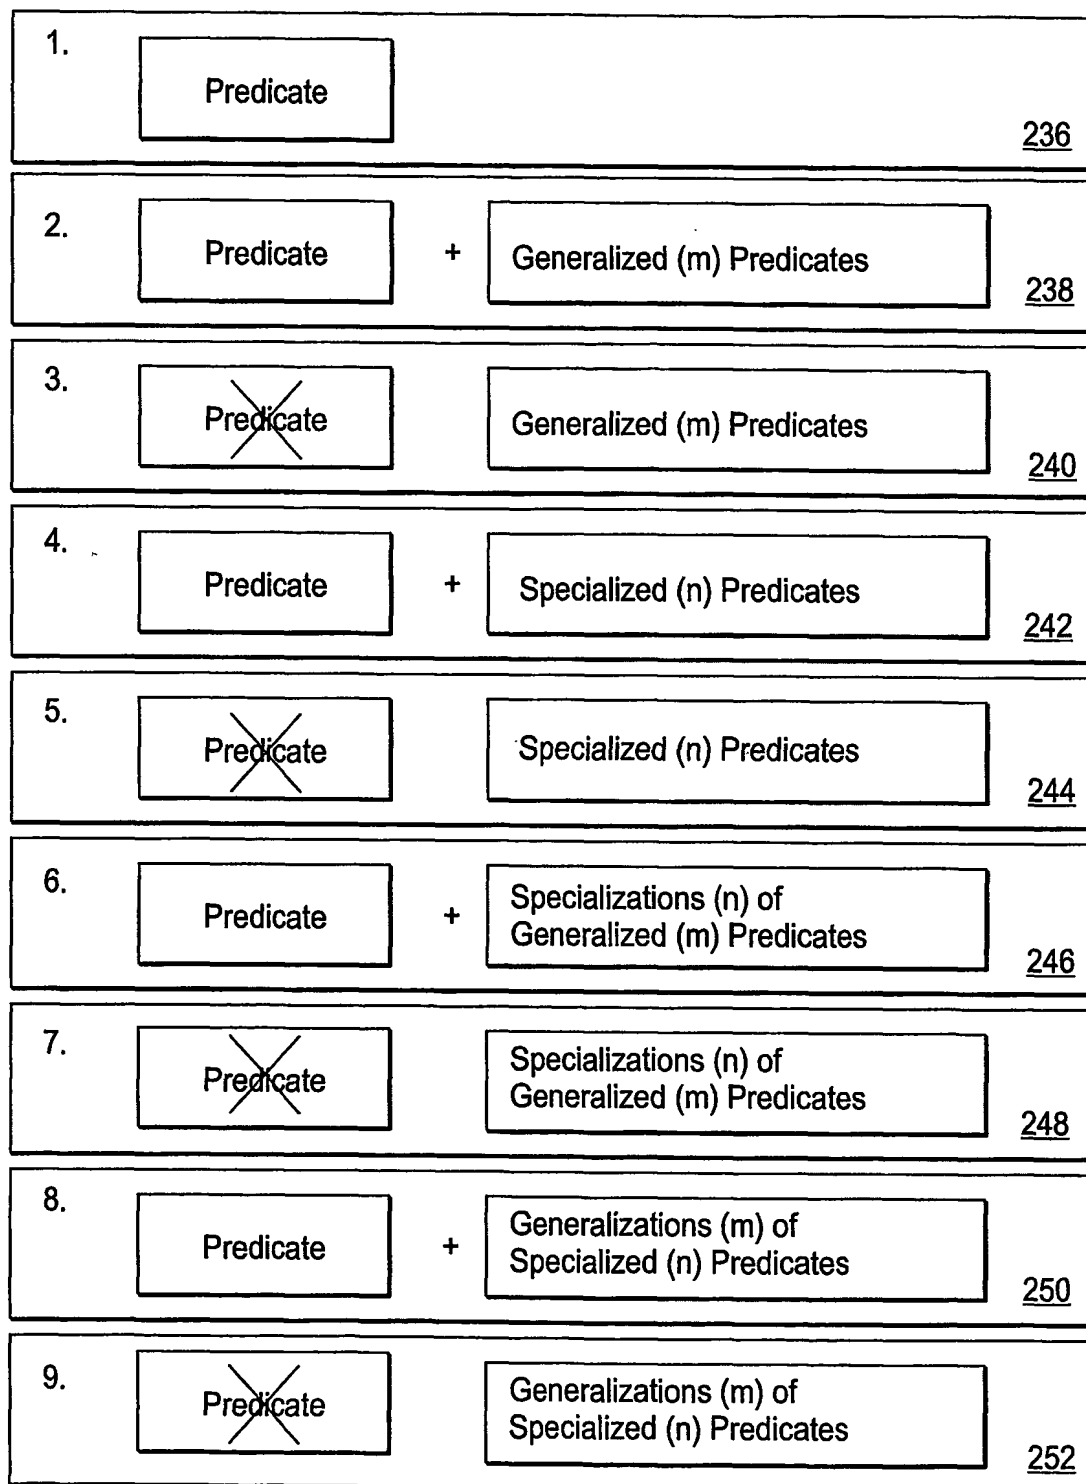 1.
Predicate
236
2.
Predicate + Generalized (m) Predicates
238
3.
Predicate Generalized (m) Predicates
240
4.
Predicate + Specialized (n) Predicates
242
5.
Predicate Specialized (n) Predicates
244
6.
Predicate + Specializations (n) of
Generalized (m) Predicates
246
7.
Predicate Specializations (n) of
Generalized (m) Predicates
248
8.
Predicate + Generalizations (m) of
Specialized (n) Predicates
250
9.
Predicate Generalizations (m) of
Specialized (n) Predicates
252